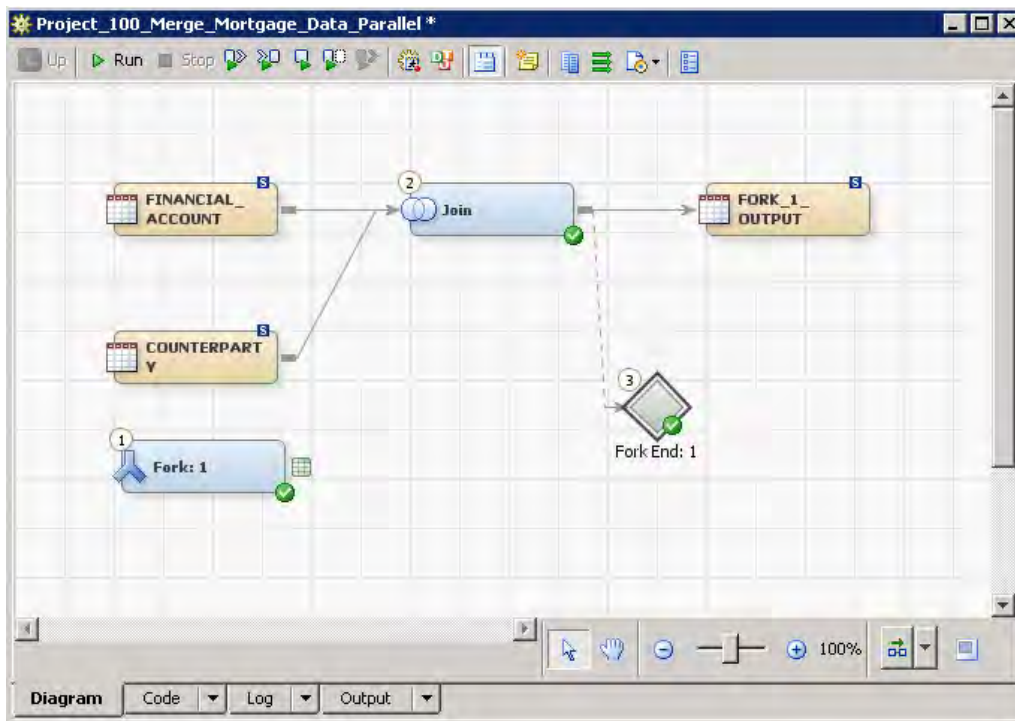 Project_100_Merge_Mortgage_Data_Parallel *
Up Run Stop
2
FINANCIAL_
ACCOUNT
S
Join
FORK_1_
OUTPUT
S
COUNTERPART
Y
S
3
Fork End: 1
1
Fork: 1
100%
Diagram Code Log Output